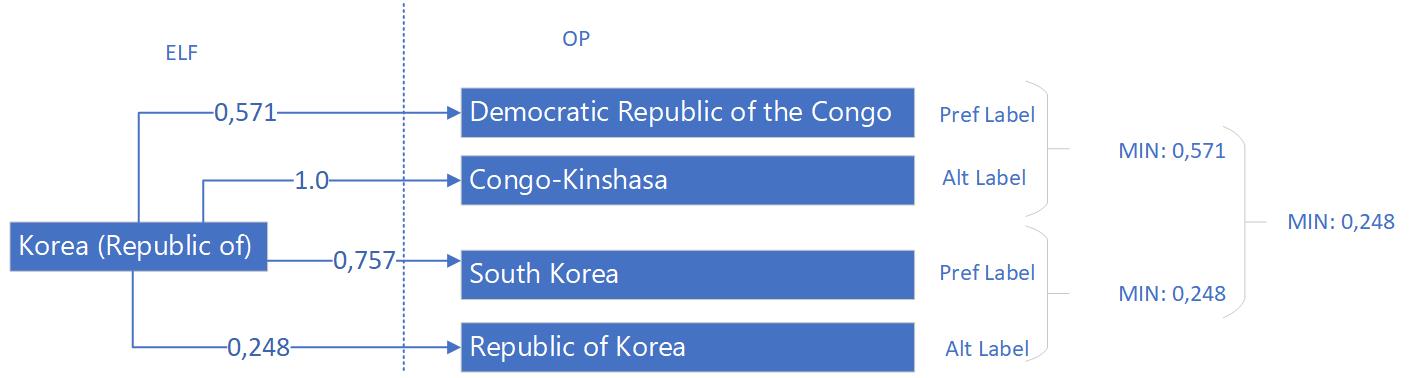 ELF
OP
0,571
Democratic Republic of the Congo
Pref Label
MIN: 0,571
1.0
Congo-Kinshasa
Alt Label
MIN: 0,248
Korea (Republic of)
0,757
South Korea
Pref Label
MIN: 0,248
0,248
Republic of Korea
Alt Label